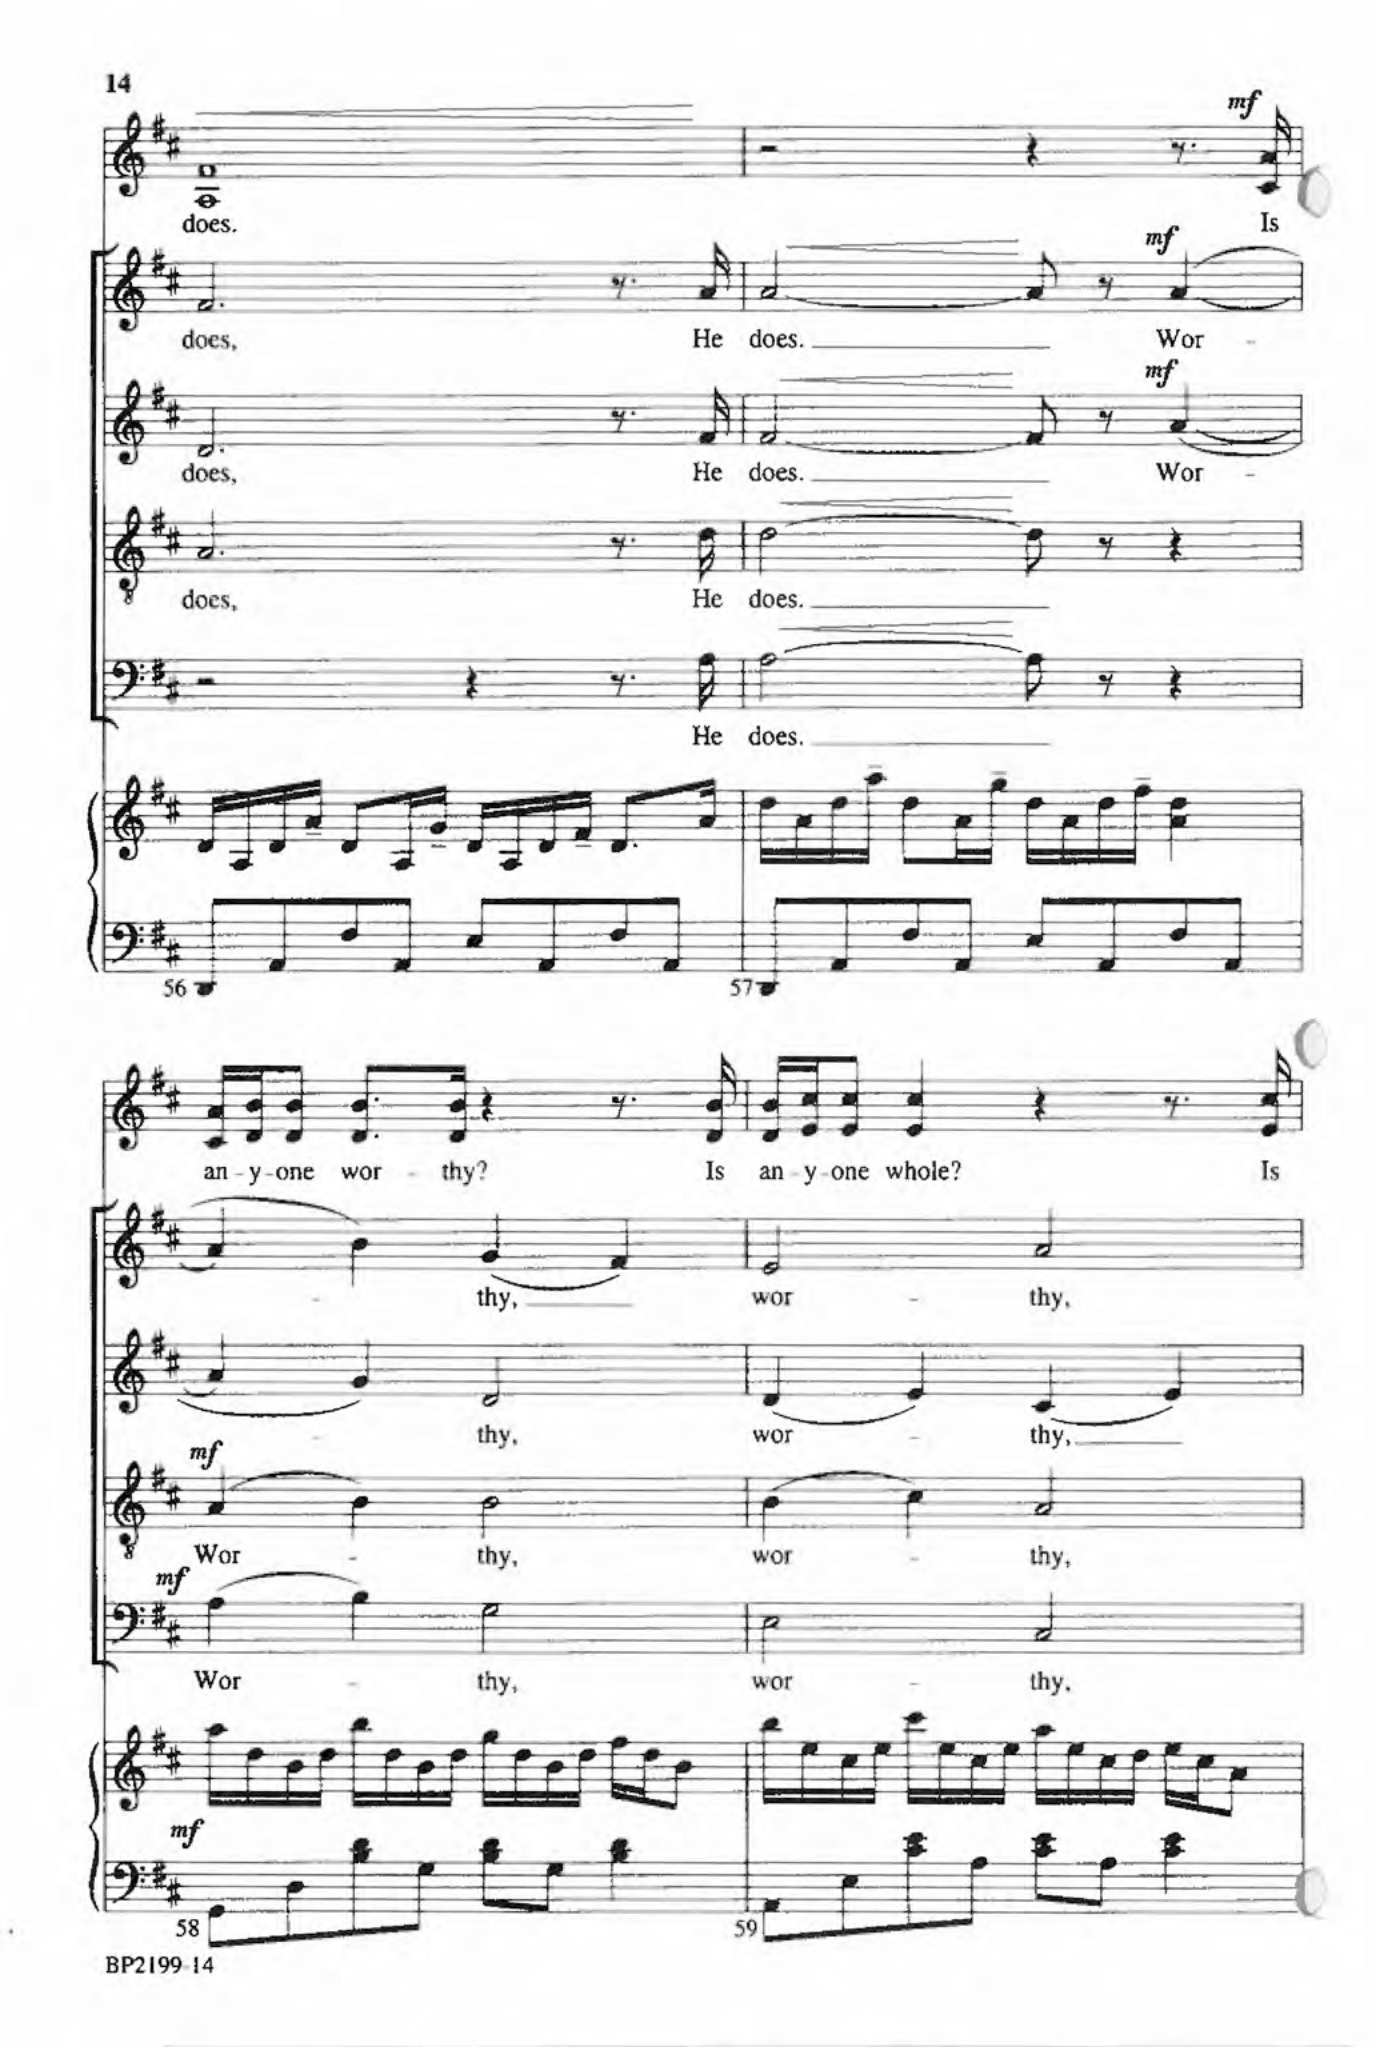 14
mf
does. Is
mf
does, He does. Wor -
mf
does, He does. Wor -
8
does, He does.
He does.
56 57
an - y - one wor - thy? Is an - y - one whole? Is
- thy, wor - thy,
- thy, wor - thy,
mf
8
Wor - thy, wor - thy,
mf
Wor - thy, wor - thy.
mf
58 59
BP2199-14